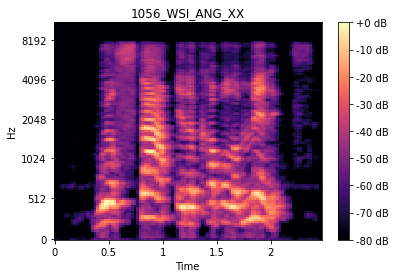 1056_WSI_ANG_XX
+0 dB
8192
-10 dB
4096
-20 dB
-30 dB
2048
Hz
-40 dB
1024
-50 dB
512
-60 dB
-70 dB
0
-80 dB
0 0.5 1 1.5 2
Time